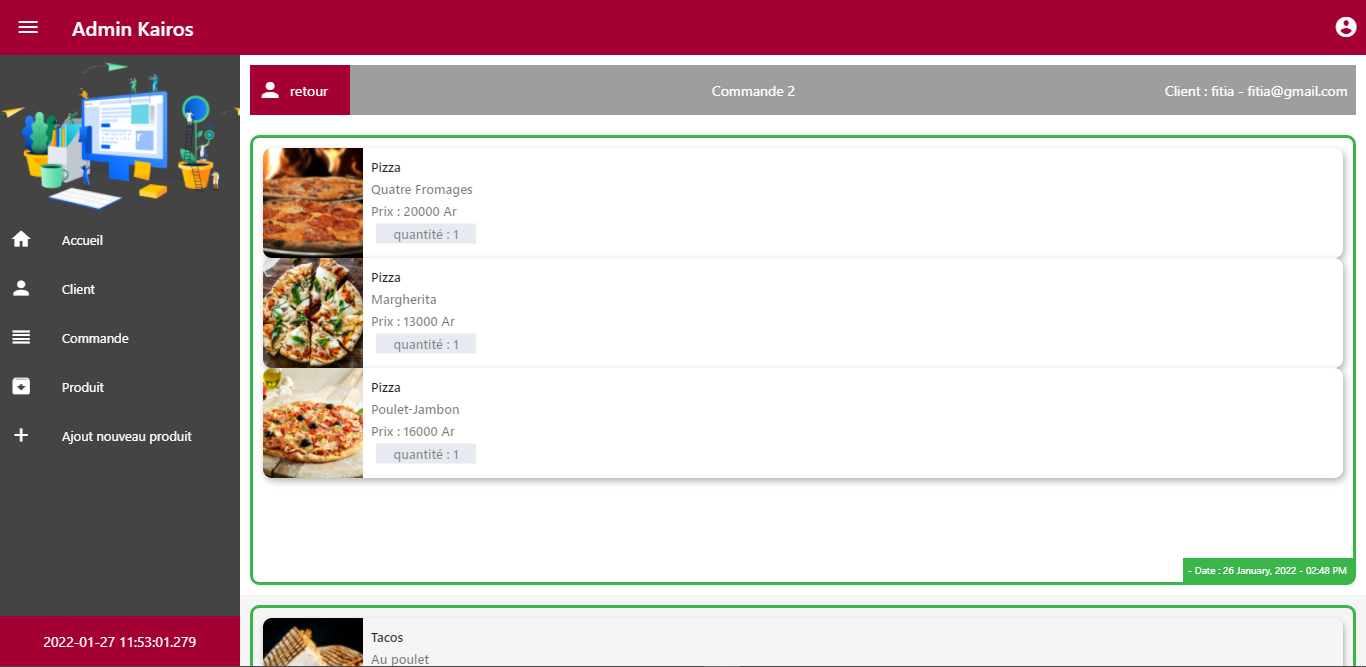 Admin Kairos
header
Accueil
Client
Commande
Produit
Ajout nouveau produit
2022-01-27 11:53:01.279
retour
Commande 2
Client : fitia - fitia@gmail.com
Pizza
Quatre Fromages
Prix : 20000 Ar
quantité : 1
Pizza
Margherita
Prix : 13000 Ar
quantité : 1
Pizza
Poulet-Jambon
Prix : 16000 Ar
quantité : 1
- Date : 26 January, 2022 - 02:48 PM
Tacos
Au poulet